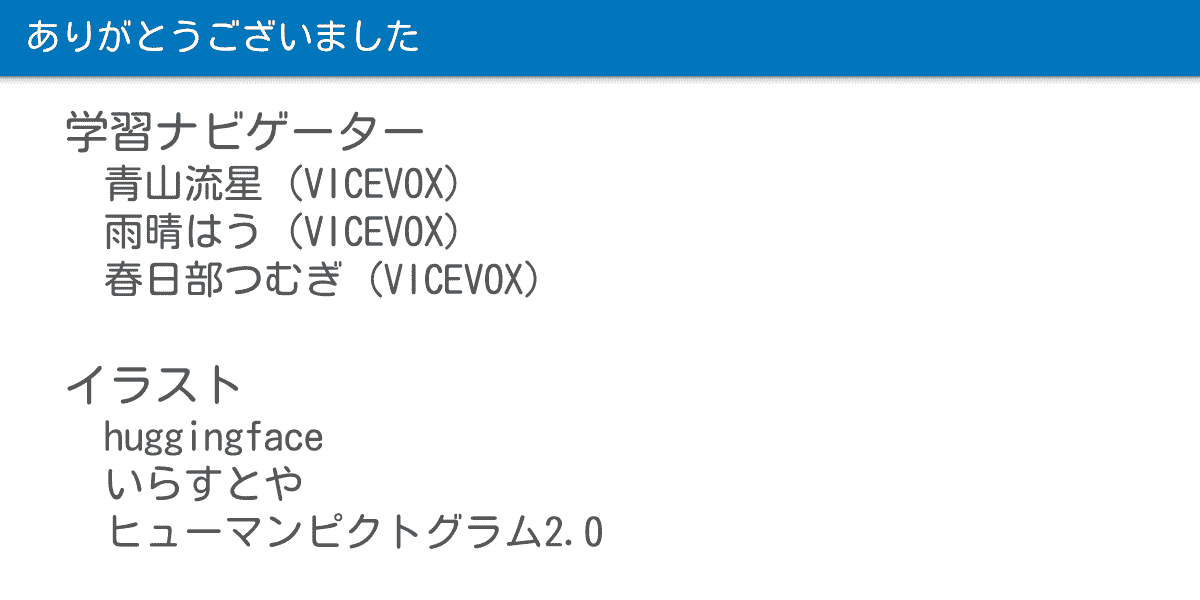 ありがとうございました
学習ナビゲーター
青山流星 (VICEVOX)
雨晴はう (VICEVOX)
春日部つむぎ (VICEVOX)
イラスト
huggingface
いらすとや
ヒューマンピクトグラム2.0